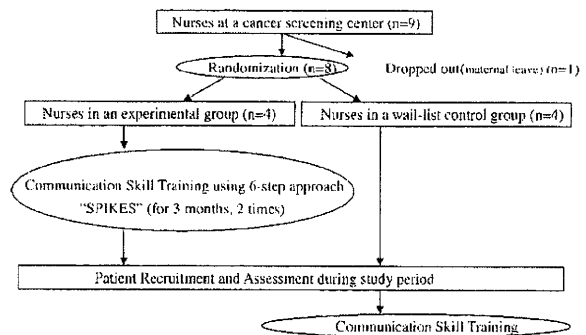 Nurses at a cancer screening center (n=9)
Randomization (n=8)
Dropped out(maternal leave) (n=1)
Nurses in an experimental group (n=4)
Nurses in a wail-list control group (n=4)
Communication Skill Training using 6-step approach
“SPIKES” (for 3 months, 2 times)
Patient Recruitment and Assessment during study period
Communication Skill Training